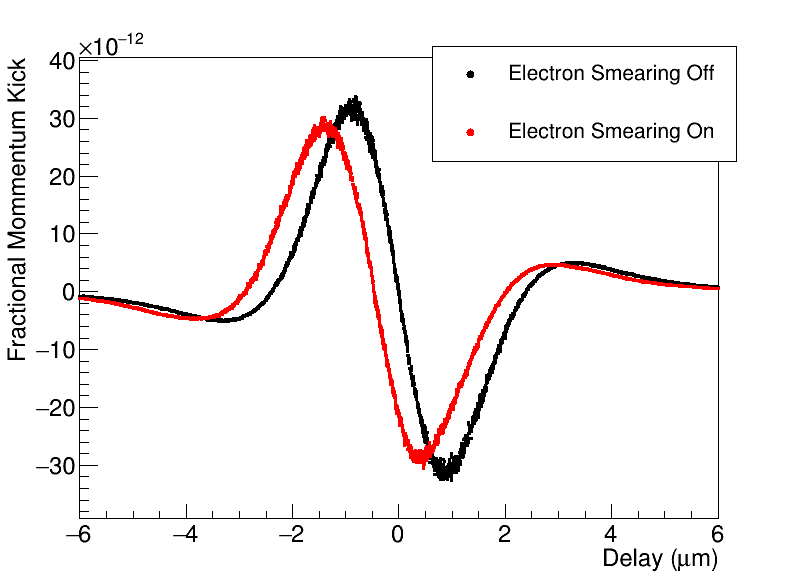 ×10−12
Fractional Mommentum Kick
40
30
20
10
0
−10
−20
−30
−6 −4 −2 0 2 4 6
Delay (μm)
Electron Smearing Off
Electron Smearing On